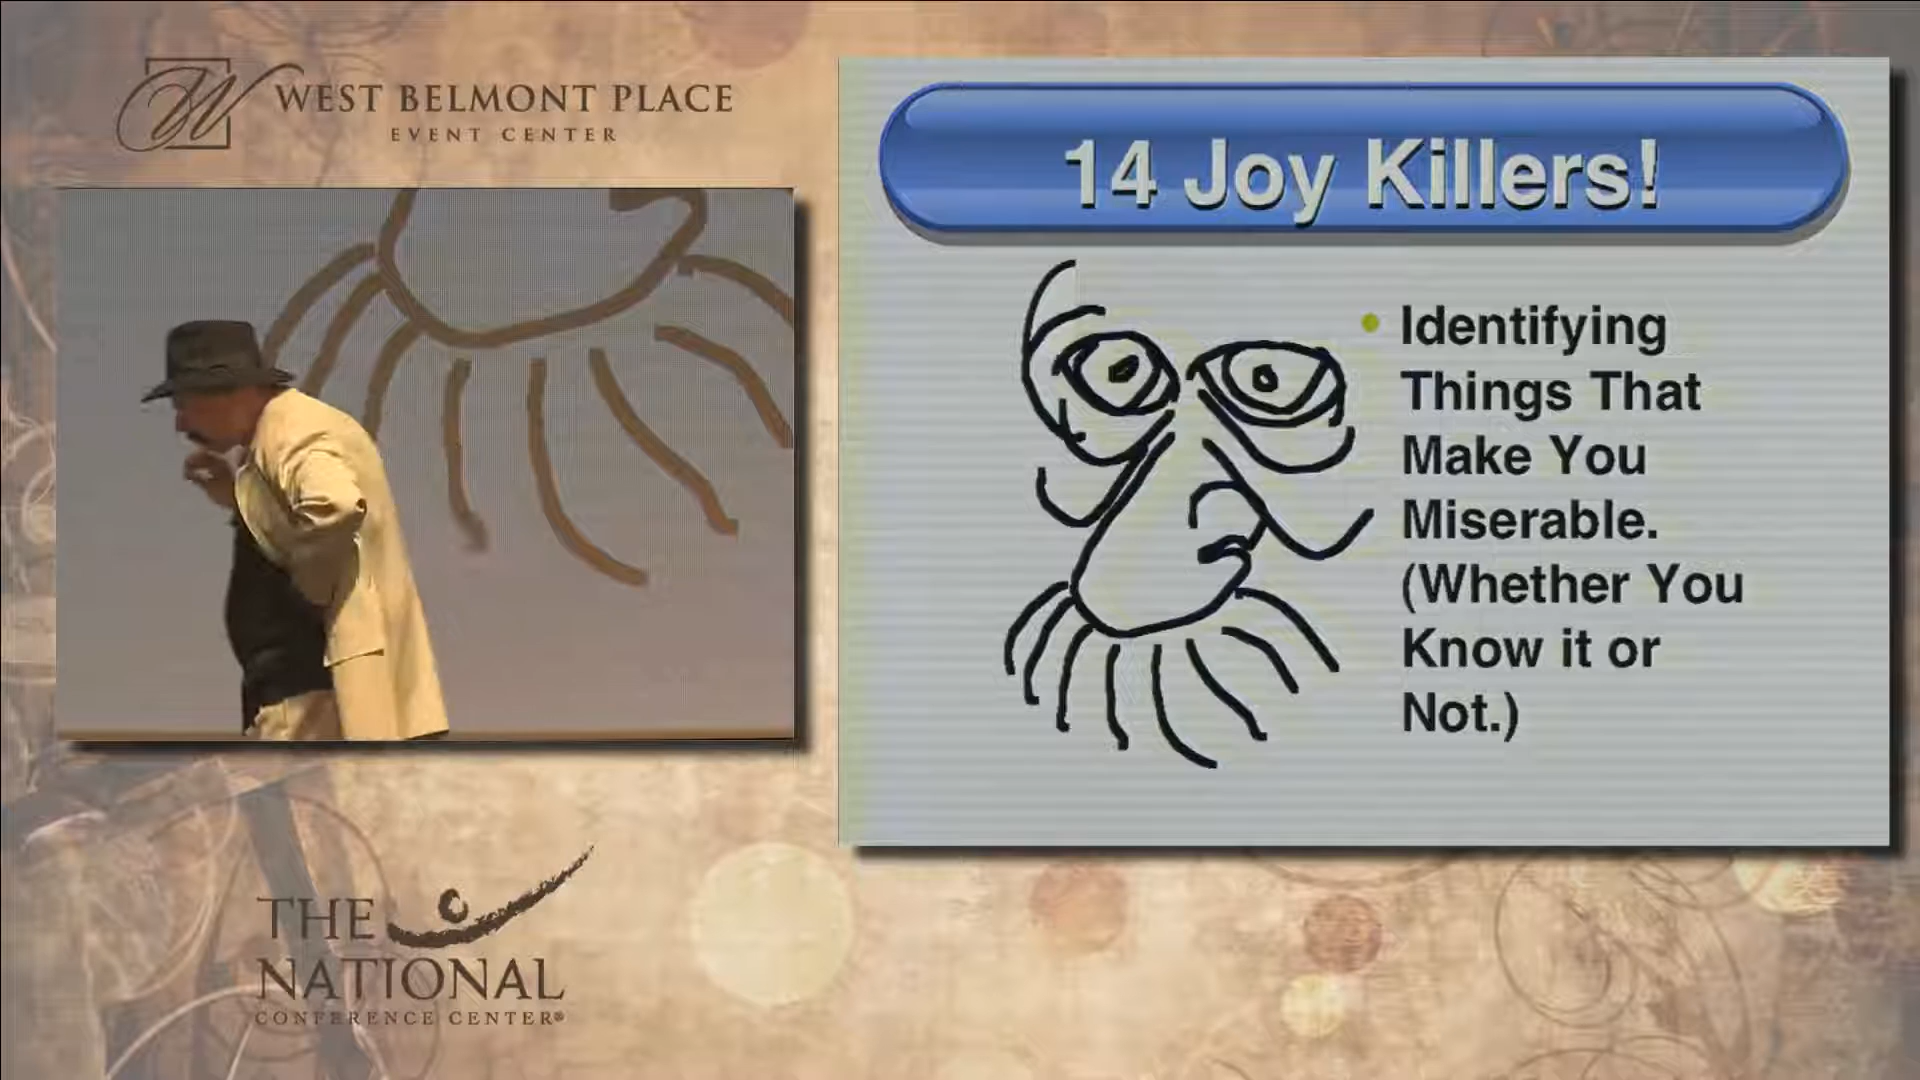 WEST BELMONT PLACE
EVENT CENTER
14 Joy Killers!
• Identifying
Things That
Make You
Miserable.
(Whether You
Know it or
Not.)
THE
NATIONAL
CONFERENCE CENTER®